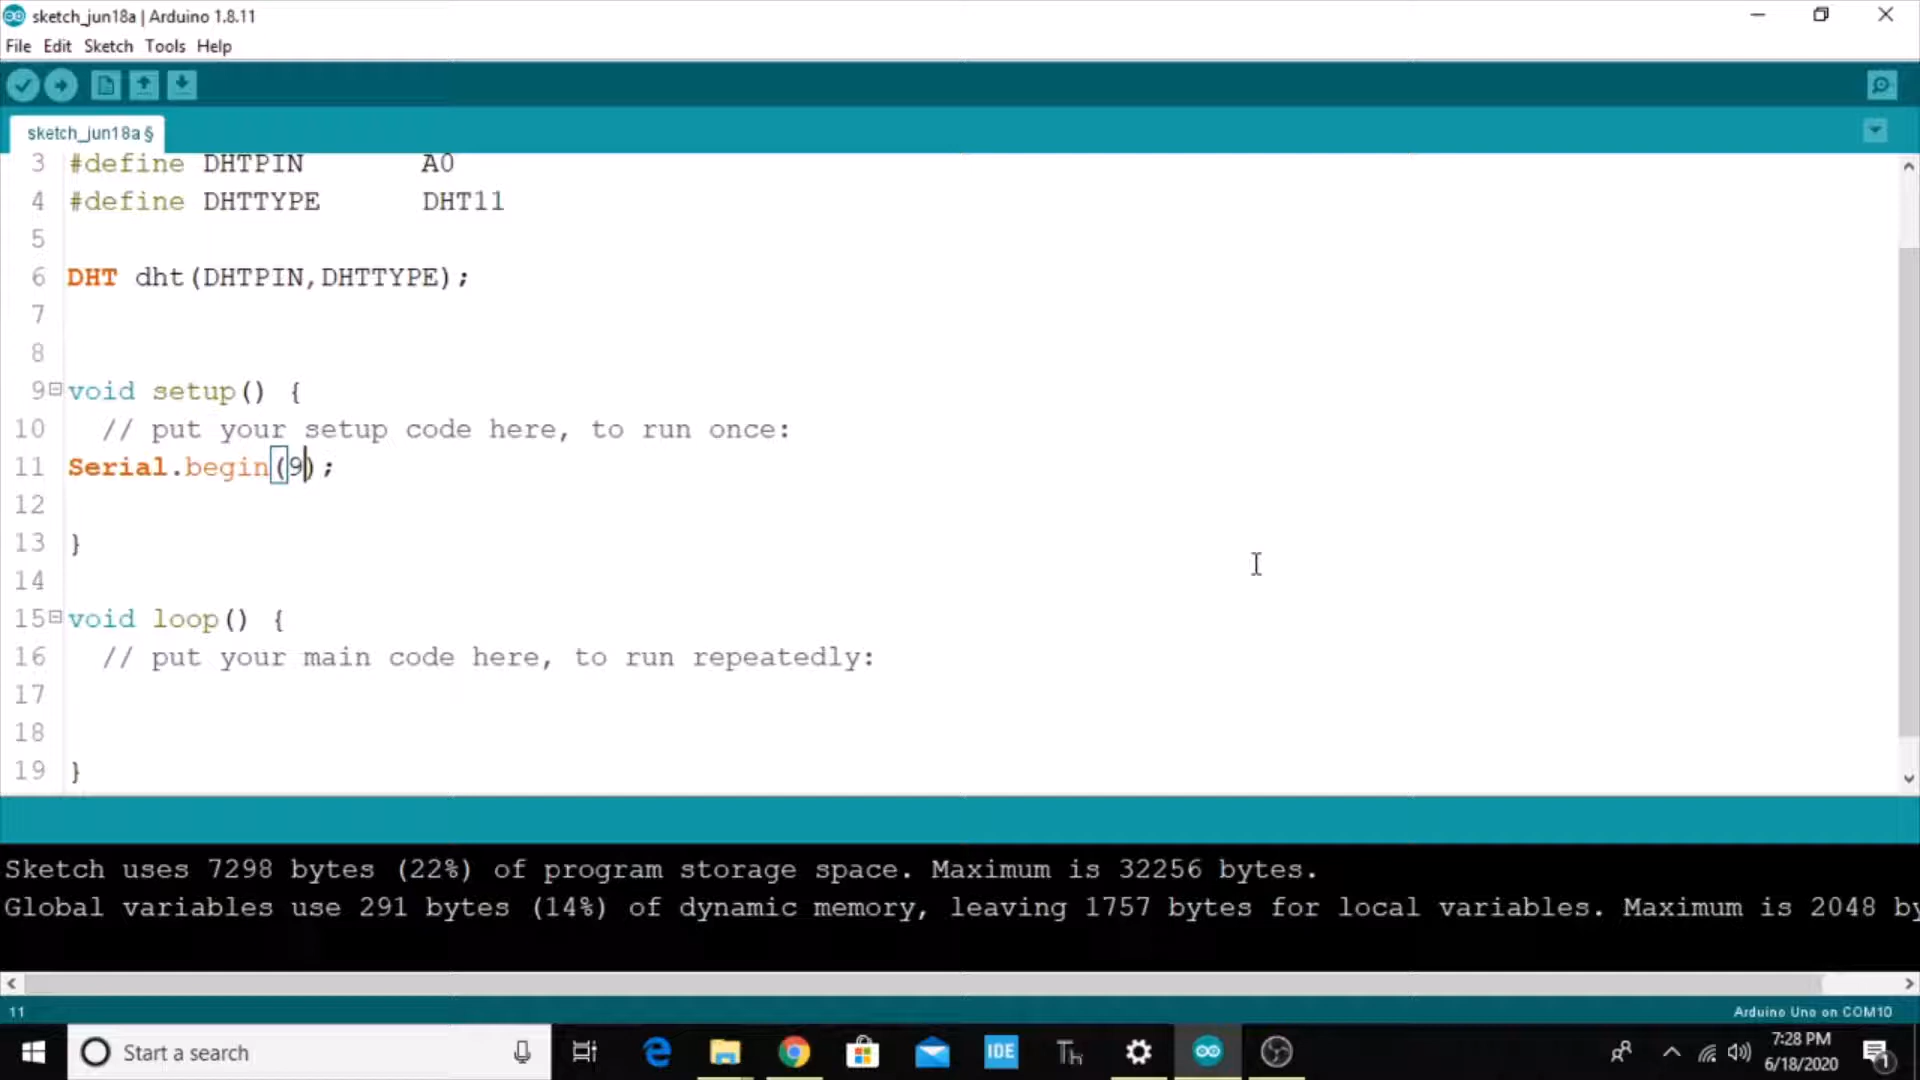 sketch_jun18a | Arduino 1.8.11
File Edit Sketch Tools Help
sketch_jun18a §
3 #define DHTPIN A0
4 #define DHTTYPE DHT11
5
6 DHT dht(DHTPIN,DHTTYPE);
7
8
9 void setup() {
10 // put your setup code here, to run once:
11 Serial.begin(9);
12
13 }
14
15 void loop() {
16 // put your main code here, to run repeatedly:
17
18
19 }
Sketch uses 7298 bytes (22%) of program storage space. Maximum is 32256 bytes.
Global variables use 291 bytes (14%) of dynamic memory, leaving 1757 bytes for local variables. Maximum is 2048 by
11
Arduino Uno on COM10
Start a search
IDE
Th
7:28 PM
6/18/2020
1